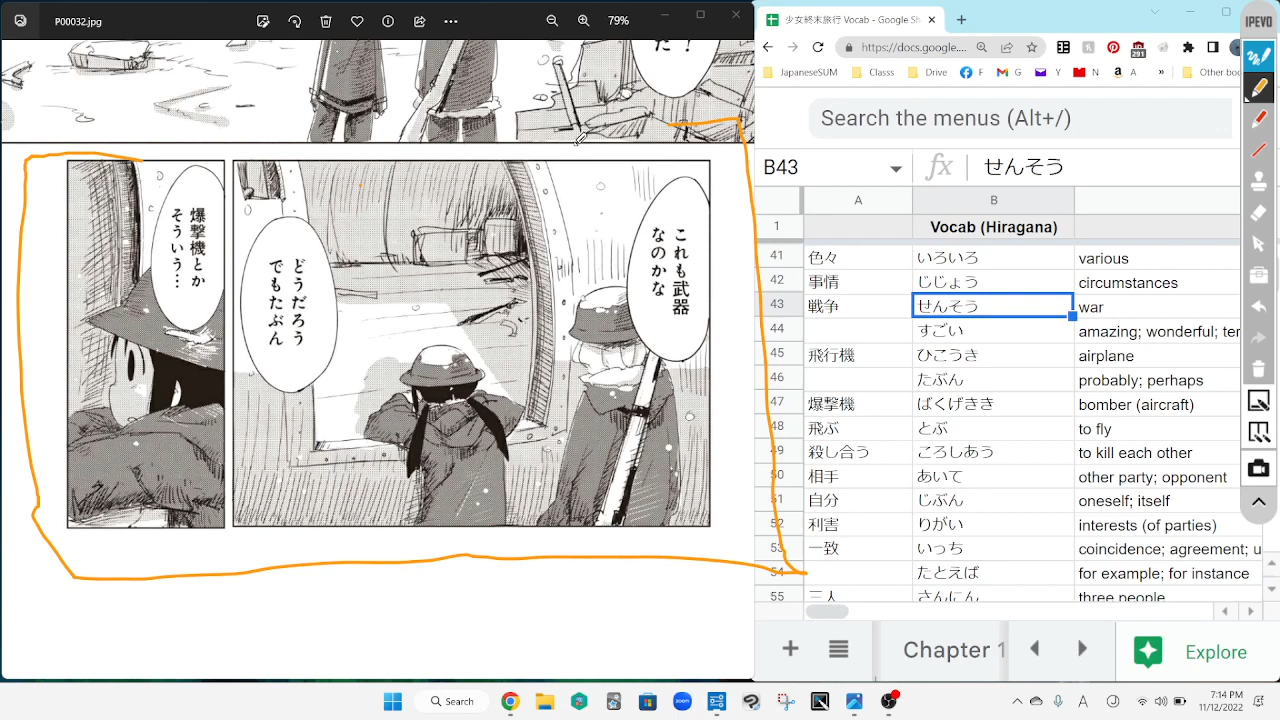 P00032.jpg
79%
た！
これも武器
なのかな
どうだろう
でもたぶん
爆撃機とか
そういう…
少女終末旅行 Vocab - Google Sh
https://docs.google...
JapaneseSUM
Class
Drive
F
M G
Y
N
A
Other boo
Search the menus (Alt+/)
B43
fx
せんそう
A
B
1
Vocab (Hiragana)
41 色々 いろいろ various
42 事情 じじょう circumstances
43 戦争 せんそう war
44 すごい amazing; wonderful; ter
45 飛行機 ひこうき airplane
46 たぶん probably; perhaps
47 爆撃機 ばくげきき bomber (aircraft)
48 飛ぶ とぶ to fly
49 殺し合う ころしあう to kill each other
50 相手 あいて other party; opponent
51 自分 じぶん oneself; itself
52 利害 りがい interests (of parties)
53 一致 いっち coincidence; agreement; u
54 たとえば for example; for instance
55 三人 さんにん three people
Chapter 1
Explore
IPEVO
Search
zoom
A
7:14 PM
11/12/2022